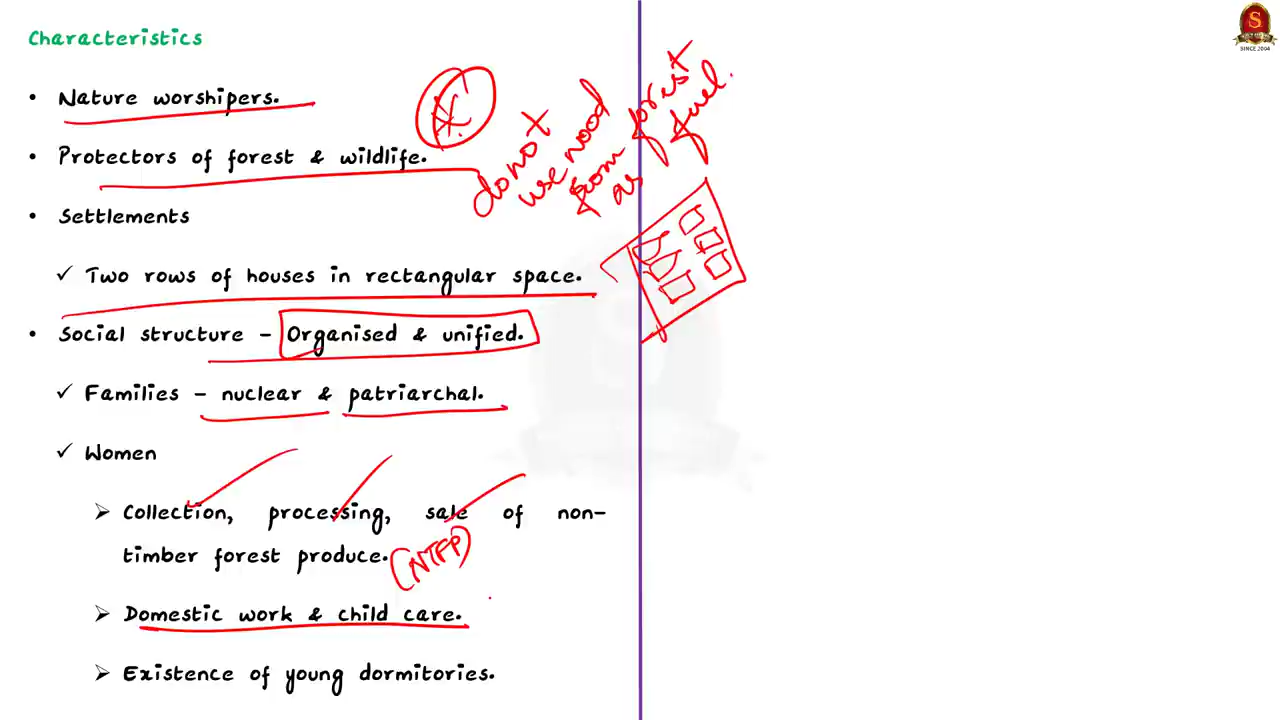 Characteristics
• Nature worshipers.
• Protectors of forest & wildlife.
do not
use wood
from forest
as fuel.
• Settlements
✓ Two rows of houses in rectangular space.
• Social structure – Organised & unified.
✓ Families – nuclear & patriarchal.
✓ Women
➢ Collection, processing, sale of non-
timber forest produce.
(NTFP)
➢ Domestic work & child care.
➢ Existence of young dormitories.
S
SINCE 2004